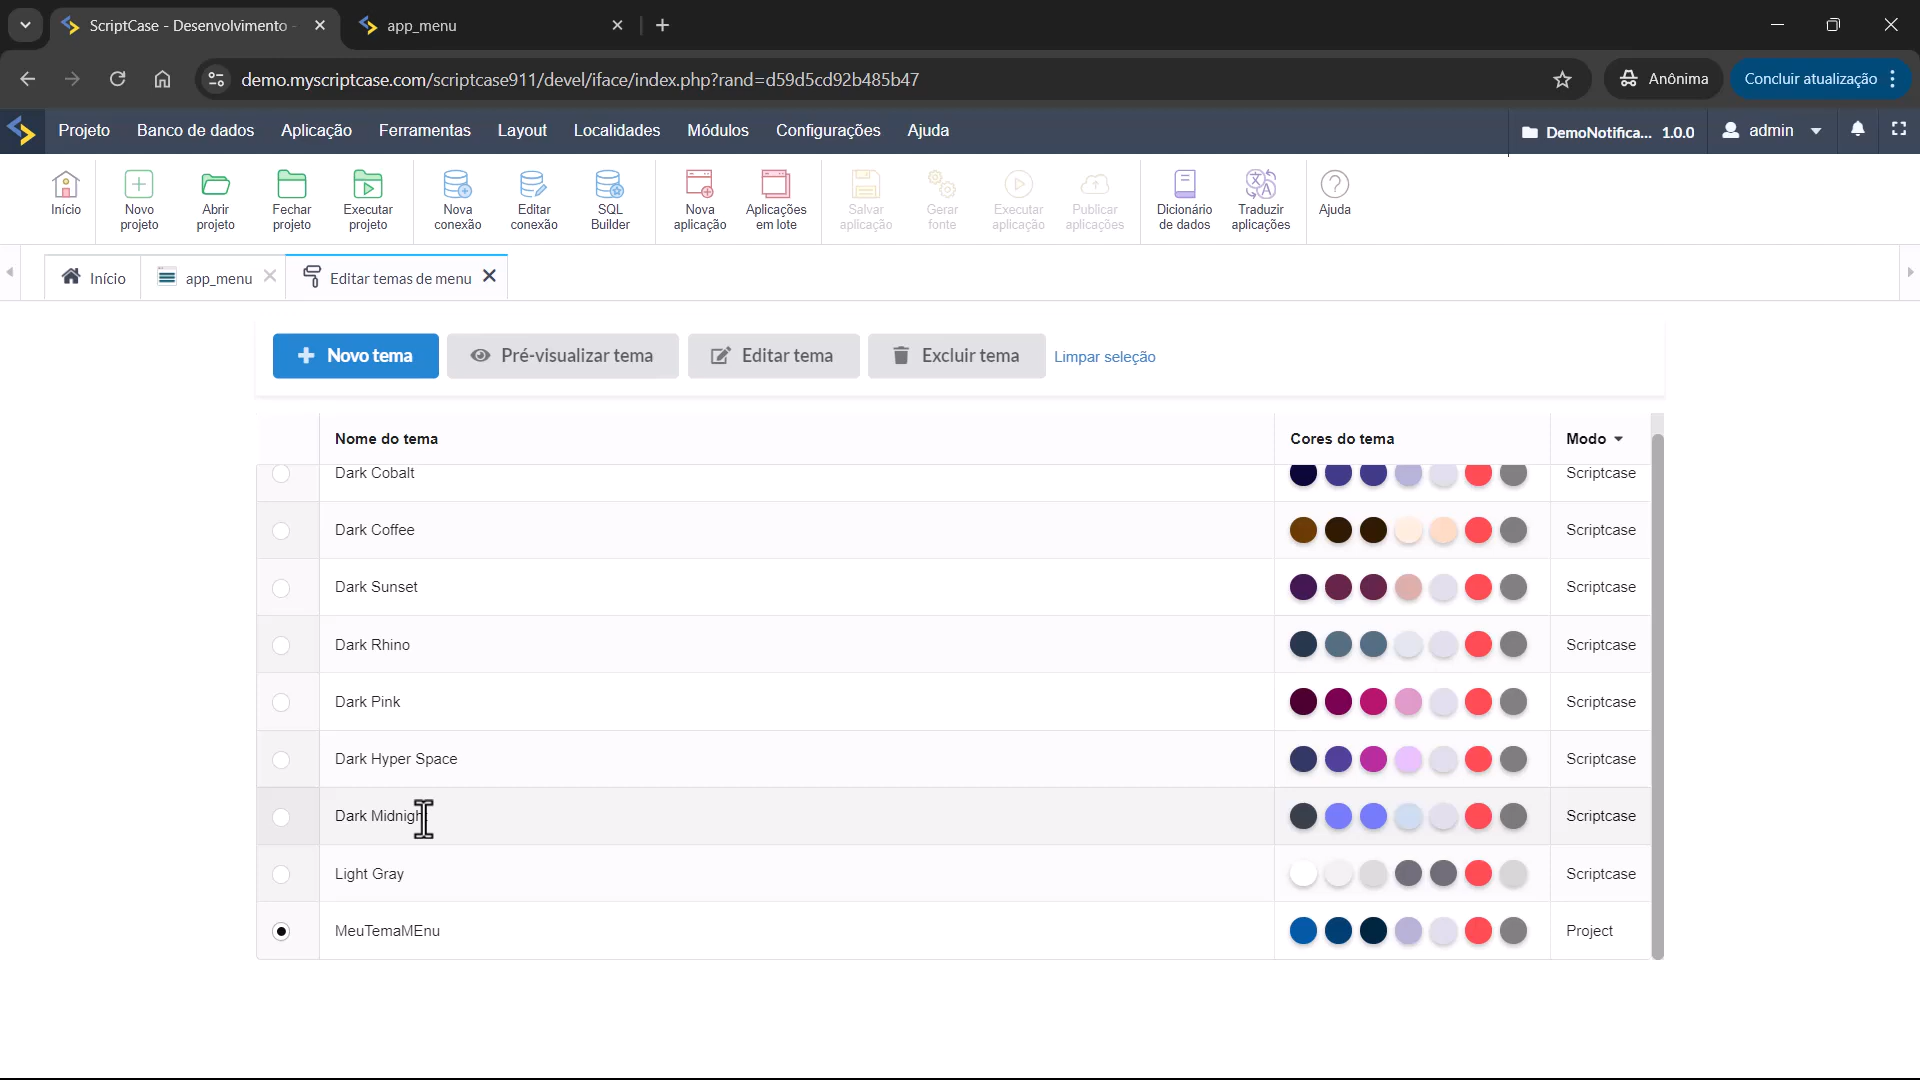 ScriptCase - Desenvolvimento -
app_menu
demo.myscriptcase.com/scriptcase911/devel/iface/index.php?rand=d59d5cd92b485b47
Anônima
Concluir atualização
Projeto
Banco de dados
Aplicação
Ferramentas
Layout
Localidades
Módulos
Configurações
Ajuda
DemoNotifica... 1.0.0
admin
Início
Novo projeto
Abrir projeto
Fechar projeto
Executar projeto
Nova conexão
Editar conexão
SQL Builder
Nova aplicação
Aplicações em lote
Salvar aplicação
Gerar fonte
Executar aplicação
Publicar aplicações
Dicionário de dados
Traduzir aplicações
Ajuda
Início
app_menu
Editar temas de menu
Novo tema
Pré-visualizar tema
Editar tema
Excluir tema
Limpar seleção
Nome do tema
Cores do tema
Modo
Dark Cobalt
Scriptcase
Dark Coffee
Scriptcase
Dark Sunset
Scriptcase
Dark Rhino
Scriptcase
Dark Pink
Scriptcase
Dark Hyper Space
Scriptcase
Dark Midnight
Scriptcase
Light Gray
Scriptcase
MeuTemaMEnu
Project